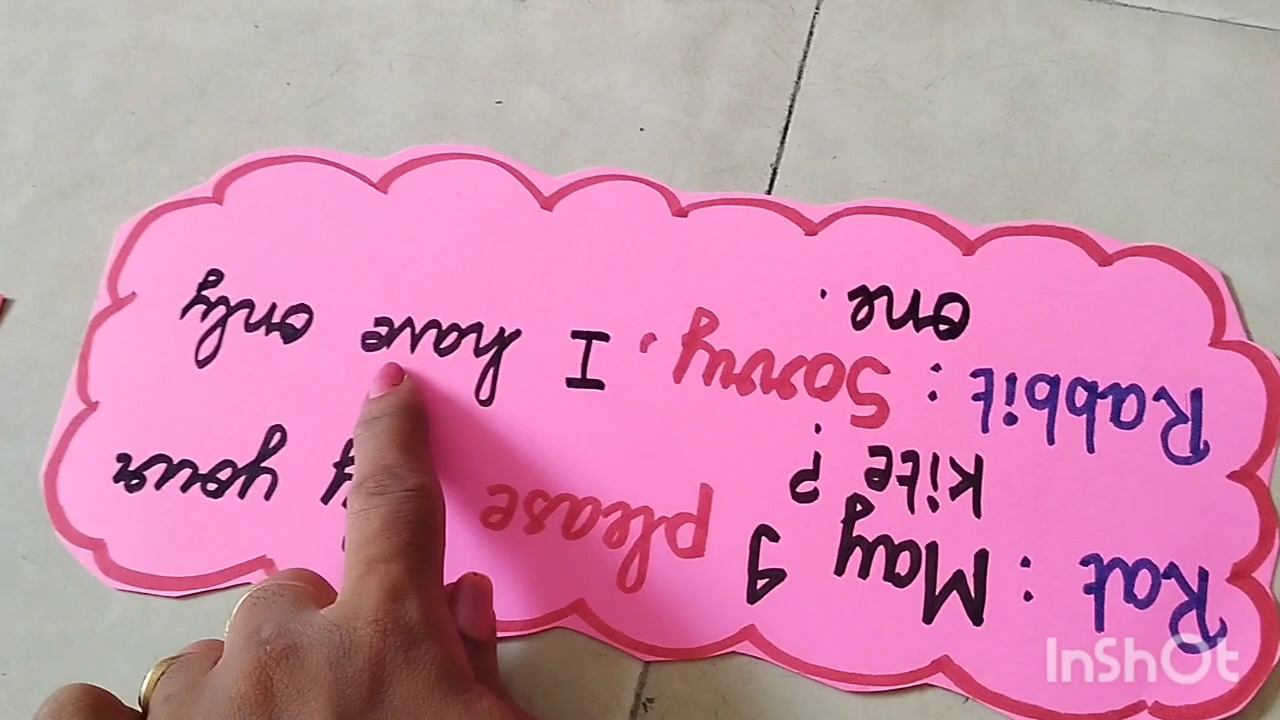 Rat : May I please y your
kite ?
Rabbit : Sorry. I have only
one.
InShOt